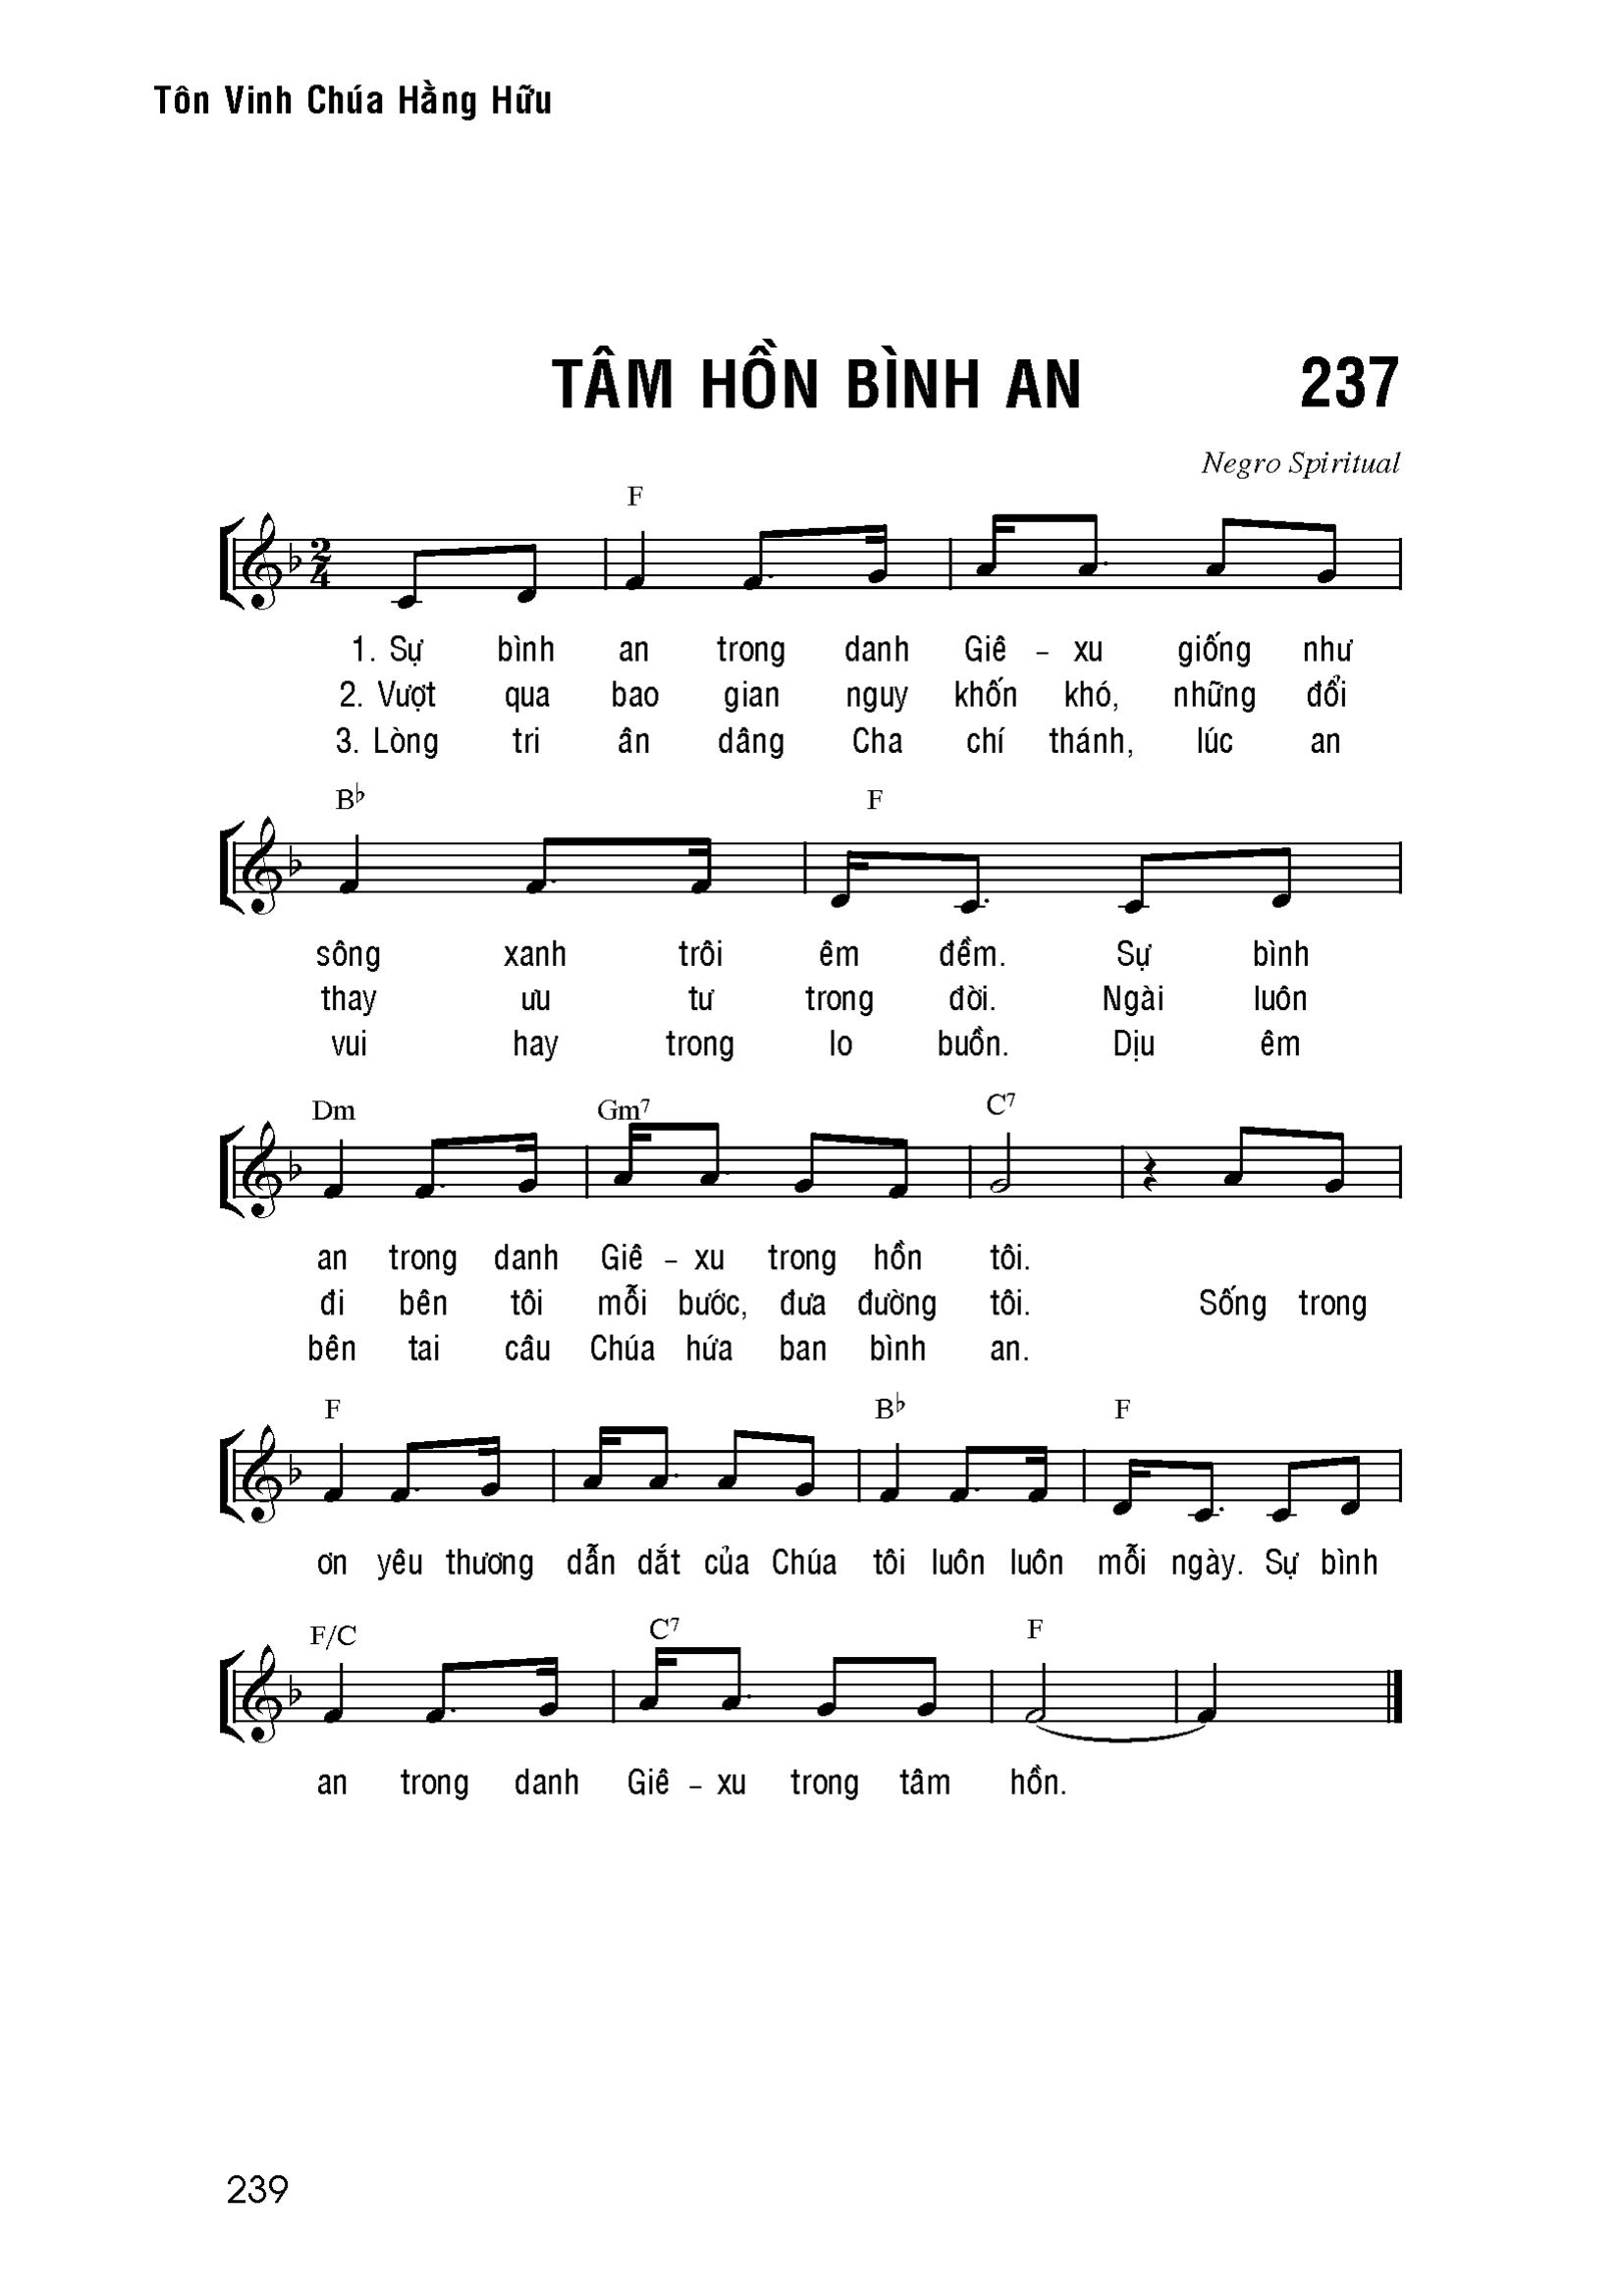 Tôn Vinh Chúa Hằng Hữu
TÂM HỒN BÌNH AN 237
Negro Spiritual
F
2
4
1. Sự bình an trong danh Giê - xu giống như
2. Vượt qua bao gian nguy khốn khó, những đổi
3. Lòng tri ân dâng Cha chí thánh, lúc an
B♭ F
sông xanh trôi êm đềm. Sự bình
thay ưu tư trong đời. Ngài luôn
vui hay trong lo buồn. Dịu êm
Dm Gm7 C7
an trong danh Giê - xu trong hồn tôi.
đi bên tôi mỗi bước, đưa đường tôi. Sống trong
bên tai câu Chúa hứa ban bình an.
F B♭ F
ơn yêu thương dẫn dắt của Chúa tôi luôn luôn mỗi ngày. Sự bình
F/C C7 F
an trong danh Giê - xu trong tâm hồn.
239